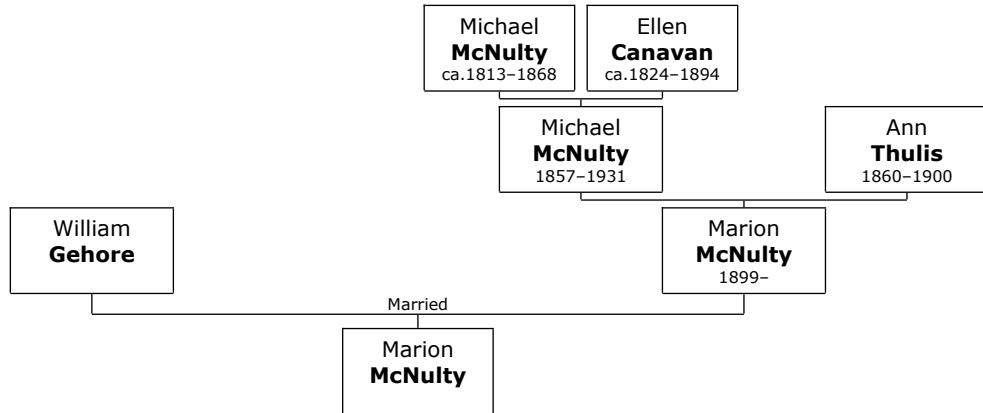 Michael
McNulty
ca.1813–1868
Ellen
Canavan
ca.1824–1894
Michael
McNulty
1857–1931
Ann
Thulis
1860–1900
William
Gehore
Marion
McNulty
1899–
Married
Marion
McNulty